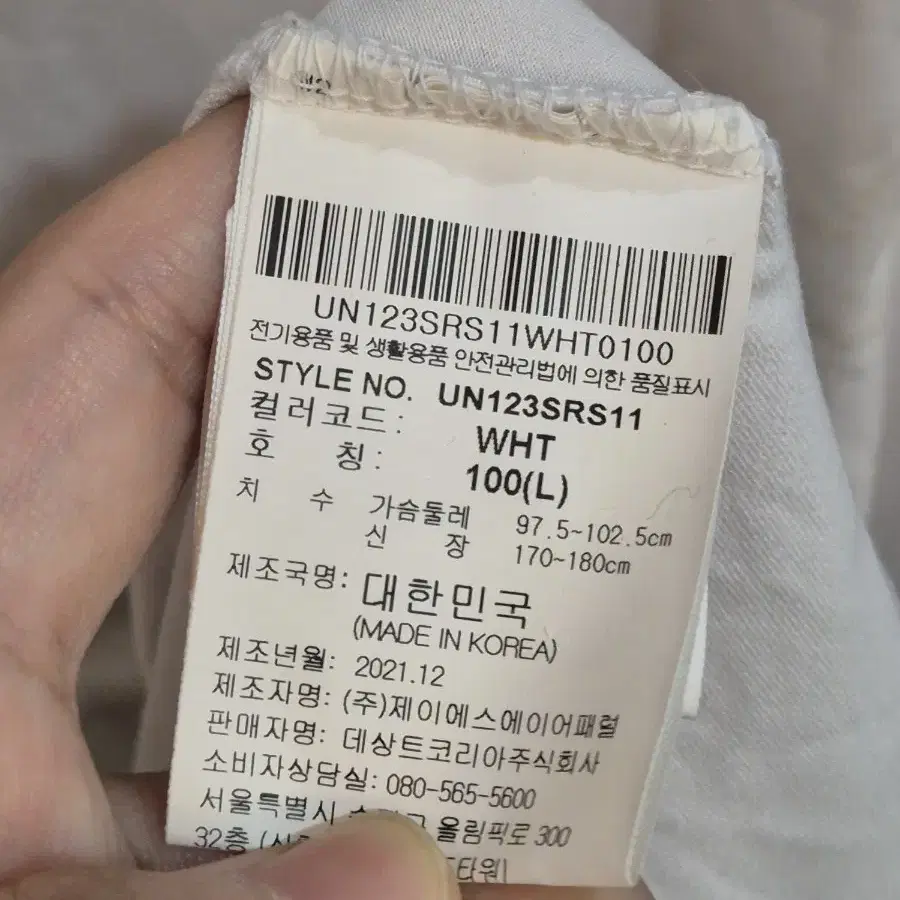 UN123SRS11WHT0100
전기용품 및 생활용품 안전관리법에 의한 품질표시
STYLE NO. UN123SRS11
컬러코드: WHT
호 칭: 100(L)
치 수 가슴둘레 97.5~102.5cm
신 장 170~180cm
제조국명: 대한민국
(MADE IN KOREA)
제조년월: 2021.12
제조자명: (주)제이에스에이어패럴
판매자명: 데상트코리아주식회사
소비자상담실: 080-565-5600
서울특별시 올림픽로 300
32층